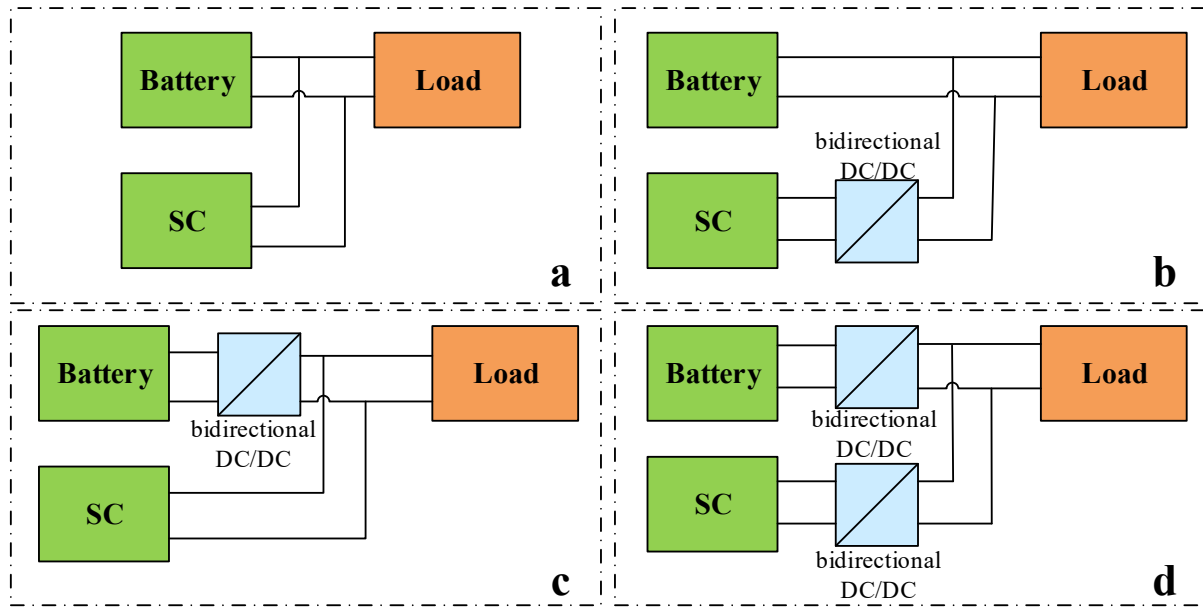 Battery
Load
SC
a
Battery
Load
bidirectional
DC/DC
SC
b
Battery
Load
bidirectional
DC/DC
SC
c
Battery
Load
bidirectional
DC/DC
SC
bidirectional
DC/DC
d